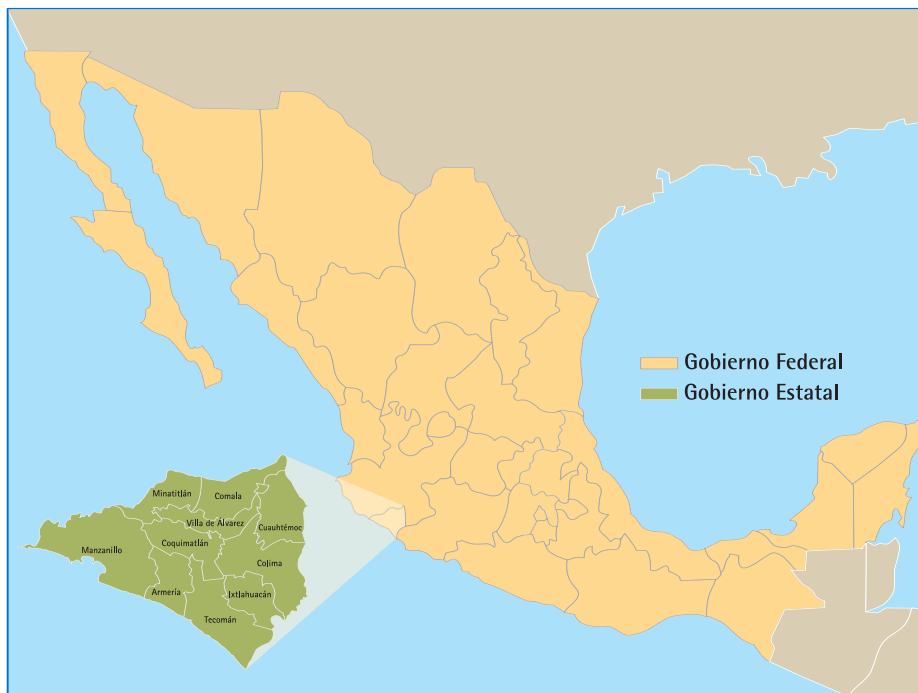 Gobierno Federal
Gobierno Estatal
Minatitlán
Comala
Villa de Álvarez
Cuauhtémoc
Manzanillo
Coquimatlán
Colima
Armería
Ixtlahuacán
Tecomán